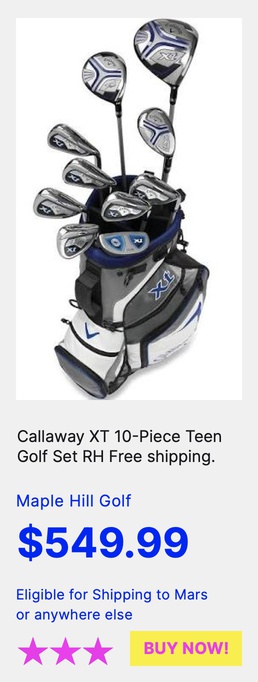 XT
Callaway XT 10-Piece Teen
Golf Set RH Free shipping.
Maple Hill Golf
$549.99
Eligible for Shipping to Mars
or anywhere else
BUY NOW!